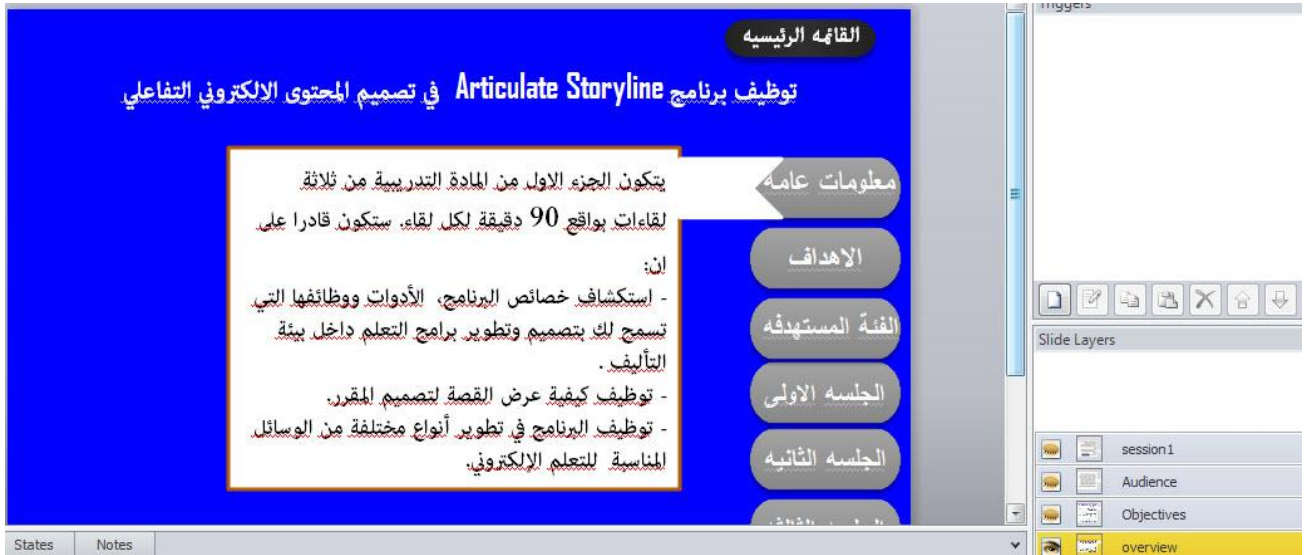 Triggers
القائمه الرئيسيه
توظيف برنامج Articulate Storyline في تصميم المحتوى الالكتروني التفاعلي
يتكون الجزء الاول من المادة التدريبية من ثلاثة
لقاءات بواقع 90 دقيقة لكل لقاء. ستكون قادرا على
ان:
- استكشاف خصائص البرنامج، الأدوات ووظائفها التي
تسمح لك بتصميم وتطوير برامج التعلم داخل بيئة
التأليف .
- توظيف كيفية عرض القصة لتصميم المقرر.
- توظيف البرنامج في تطوير أنواع مختلفة من الوسائل
المناسبة للتعلم الإلكتروني.
معلومات عامه
الاهداف
الفئة المستهدفه
الجلسه الاولى
الجلسه الثانيه
Slide Layers
session1
Audience
Objectives
overview
States
Notes